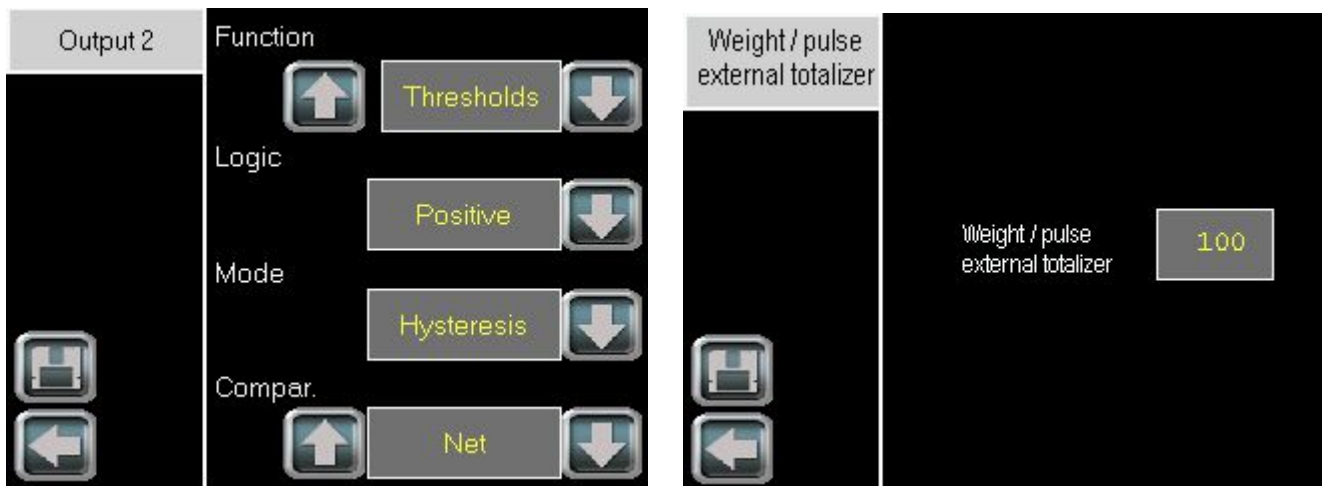 Output 2
Function
Thresholds
Logic
Positive
Mode
Hysteresis
Compar.
Net
Weight / pulse
external totalizer
Weight / pulse
external totalizer
100